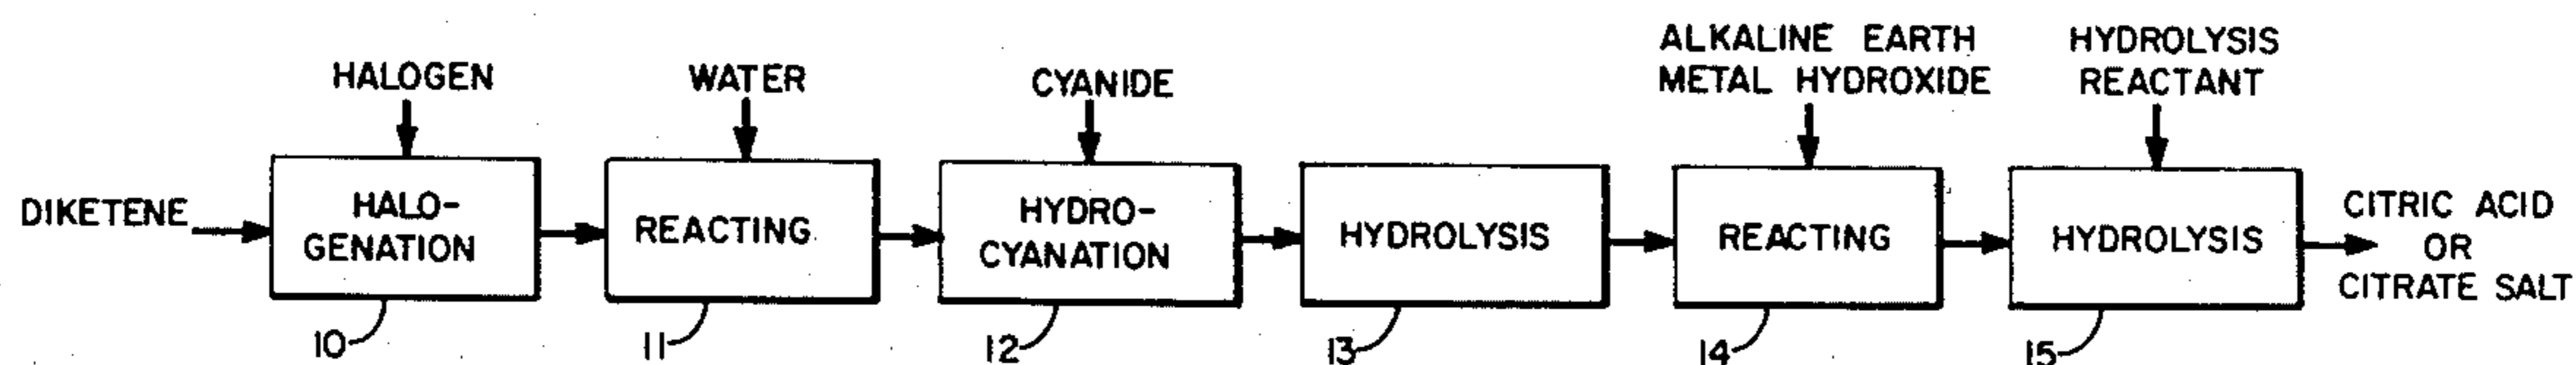 DIKETENE
HALOGEN
HALO-
GENATION
10
WATER
REACTING
11
CYANIDE
HYDRO-
CYANATION
12
HYDROLYSIS
13
ALKALINE EARTH
METAL HYDROXIDE
REACTING
14
HYDROLYSIS
REACTANT
HYDROLYSIS
15
CITRIC ACID
OR
CITRATE SALT